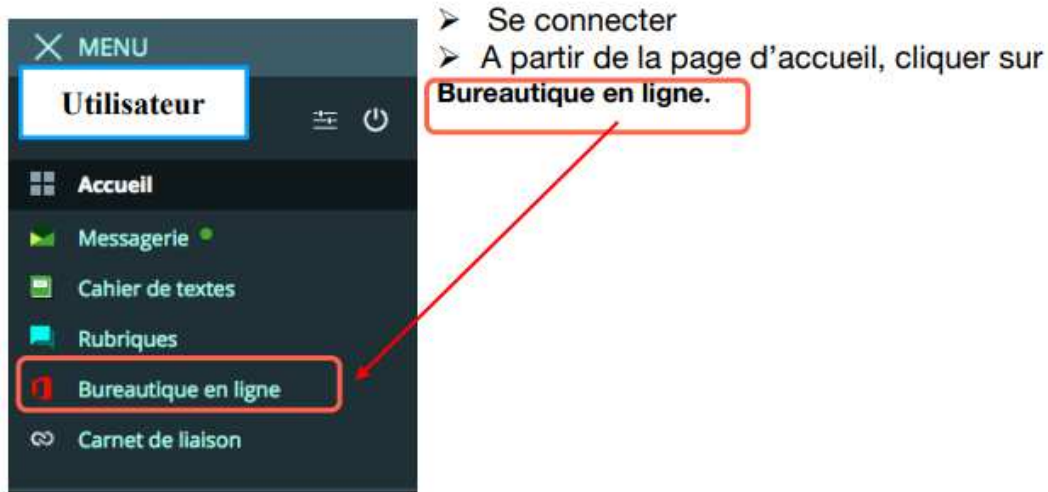 MENU
Utilisateur
Accueil
Messagerie
Cahier de textes
Rubriques
Bureautique en ligne
Carnet de liaison
➢ Se connecter
➢ A partir de la page d’accueil, cliquer sur
Bureautique en ligne.